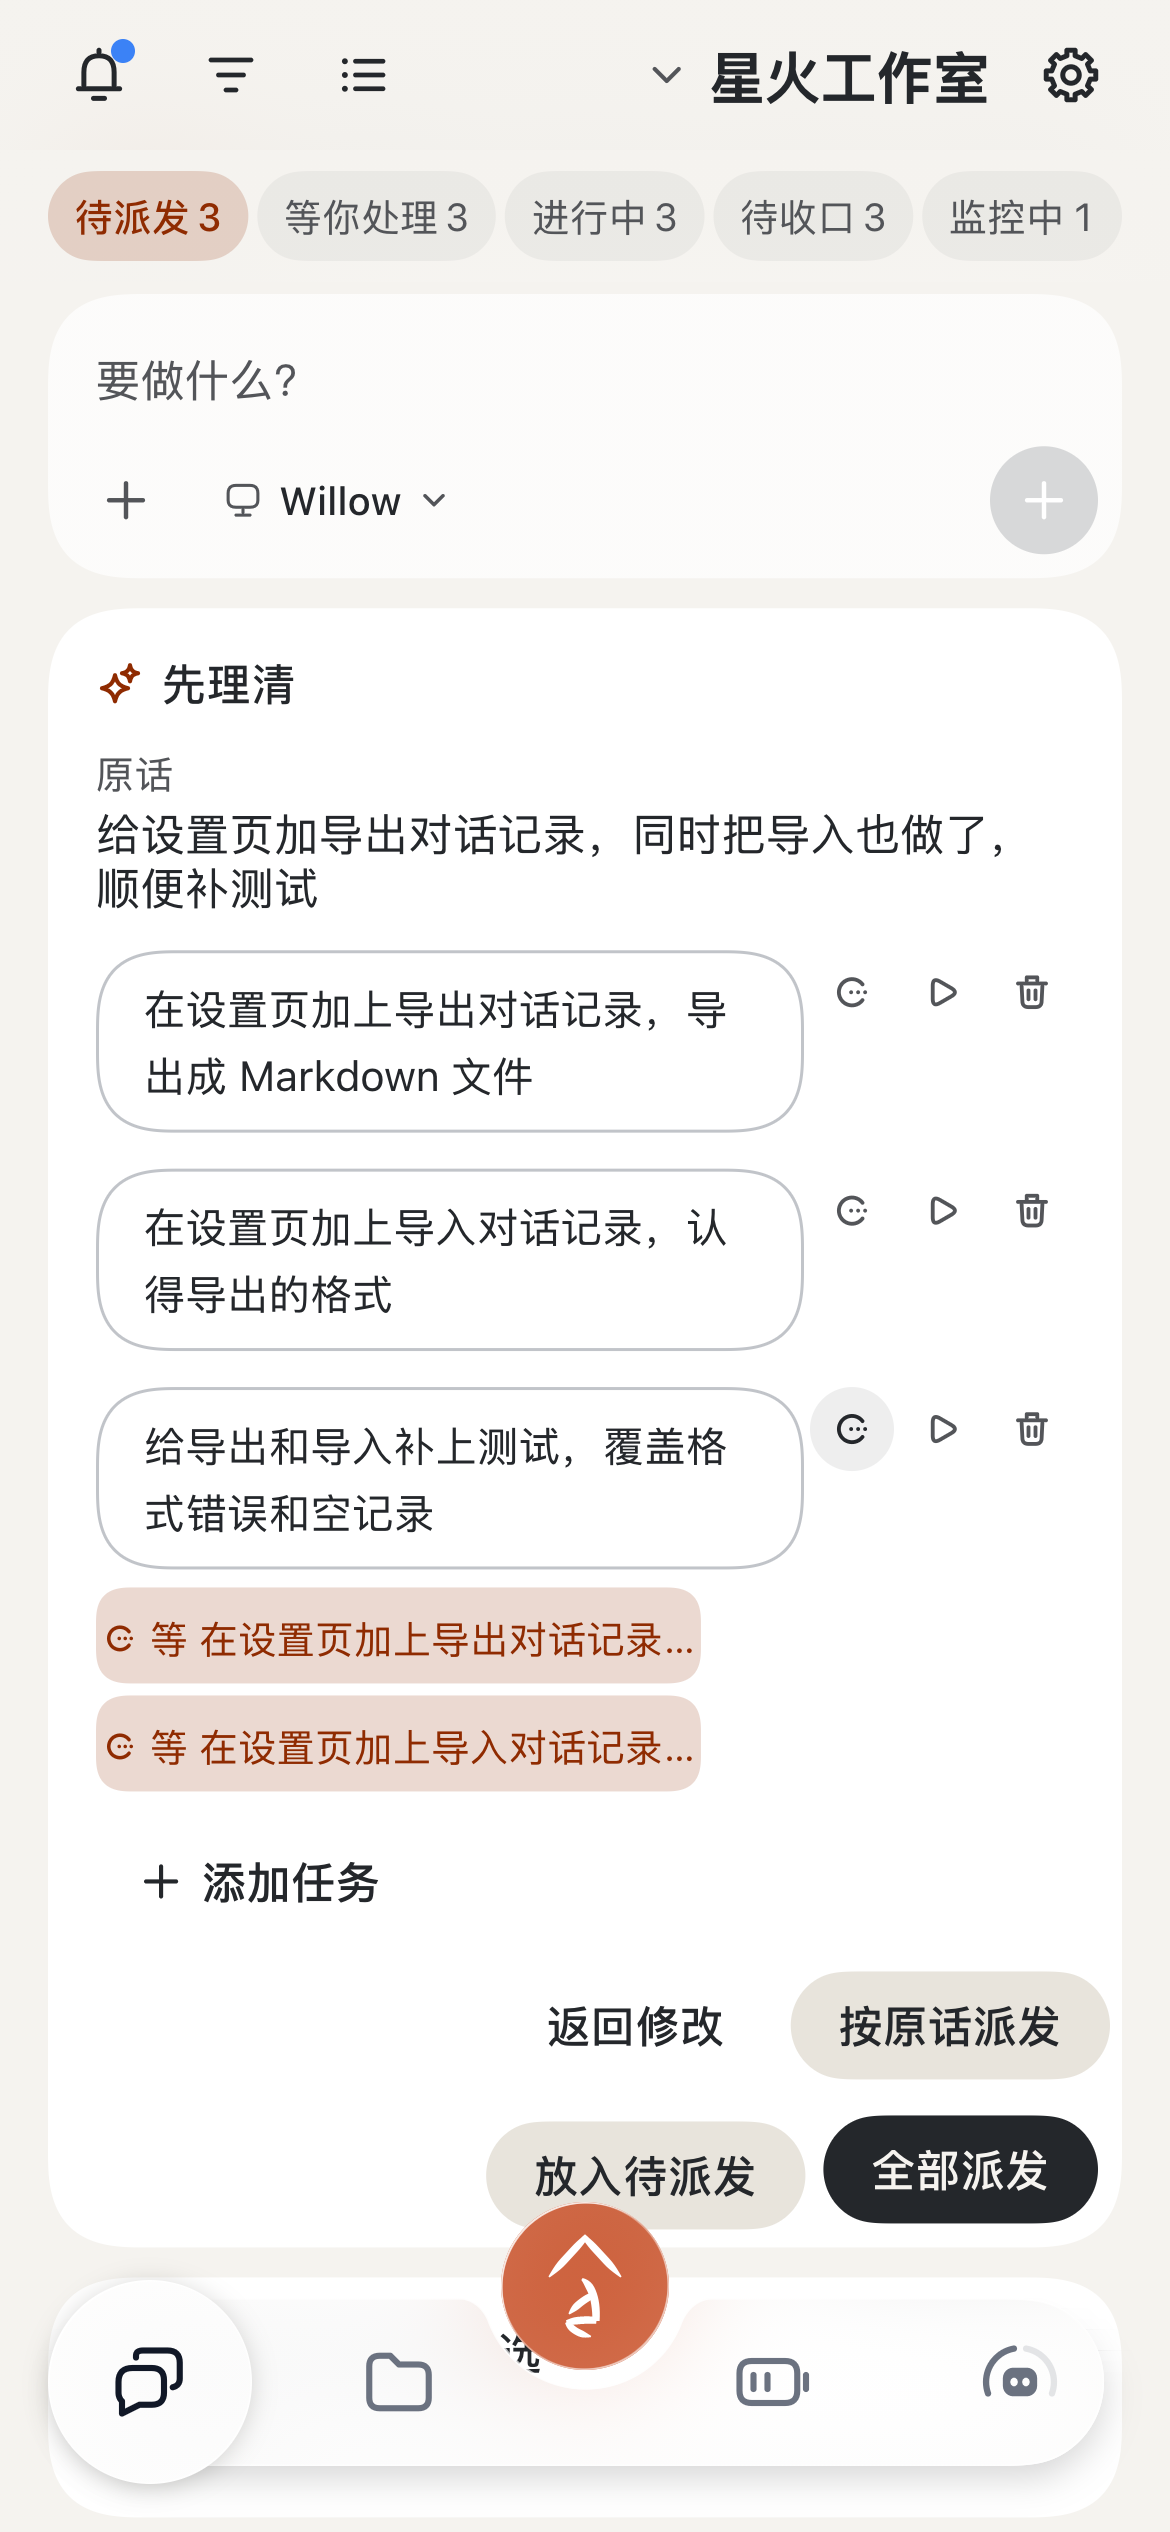 星火工作室
待派发 3
等你处理 3
进行中 3
待收口 3
监控中 1
要做什么?
Willow
先理清
原话
给设置页加导出对话记录，同时把导入也做了，
顺便补测试
在设置页加上导出对话记录，导
出成 Markdown 文件
在设置页加上导入对话记录，认
得导出的格式
给导出和导入补上测试，覆盖格
式错误和空记录
等 在设置页加上导出对话记录...
等 在设置页加上导入对话记录...
添加任务
返回修改
按原话派发
放入待派发
全部派发